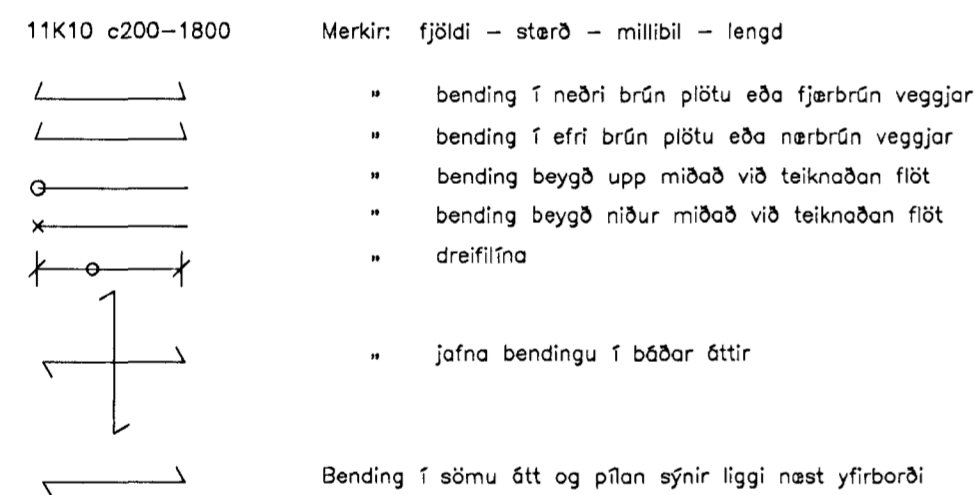 11K10 c200-1800 Merkir: fjöldi - stærð - millibil - lengd
" bending í neðri brún plötu eða fjærbrún veggjar
" bending í efri brún plötu eða nærbrún veggjar
" bending beygð upp miðað við teiknaðan flöt
" bending beygð niður miðað við teiknaðan flöt
" dreifilína
" jafna bendingu í báðar áttir
Bending í sömu átt og pílan sýnir liggi næst yfirborði